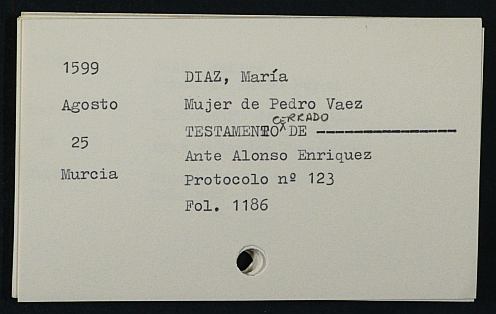 1599
Agosto
25
Murcia
DIAZ, María
Mujer de Pedro Vaez
TESTAMENTO CERRADO DE ----------------
Ante Alonso Enriquez
Protocolo nº 123
Fol. 1186